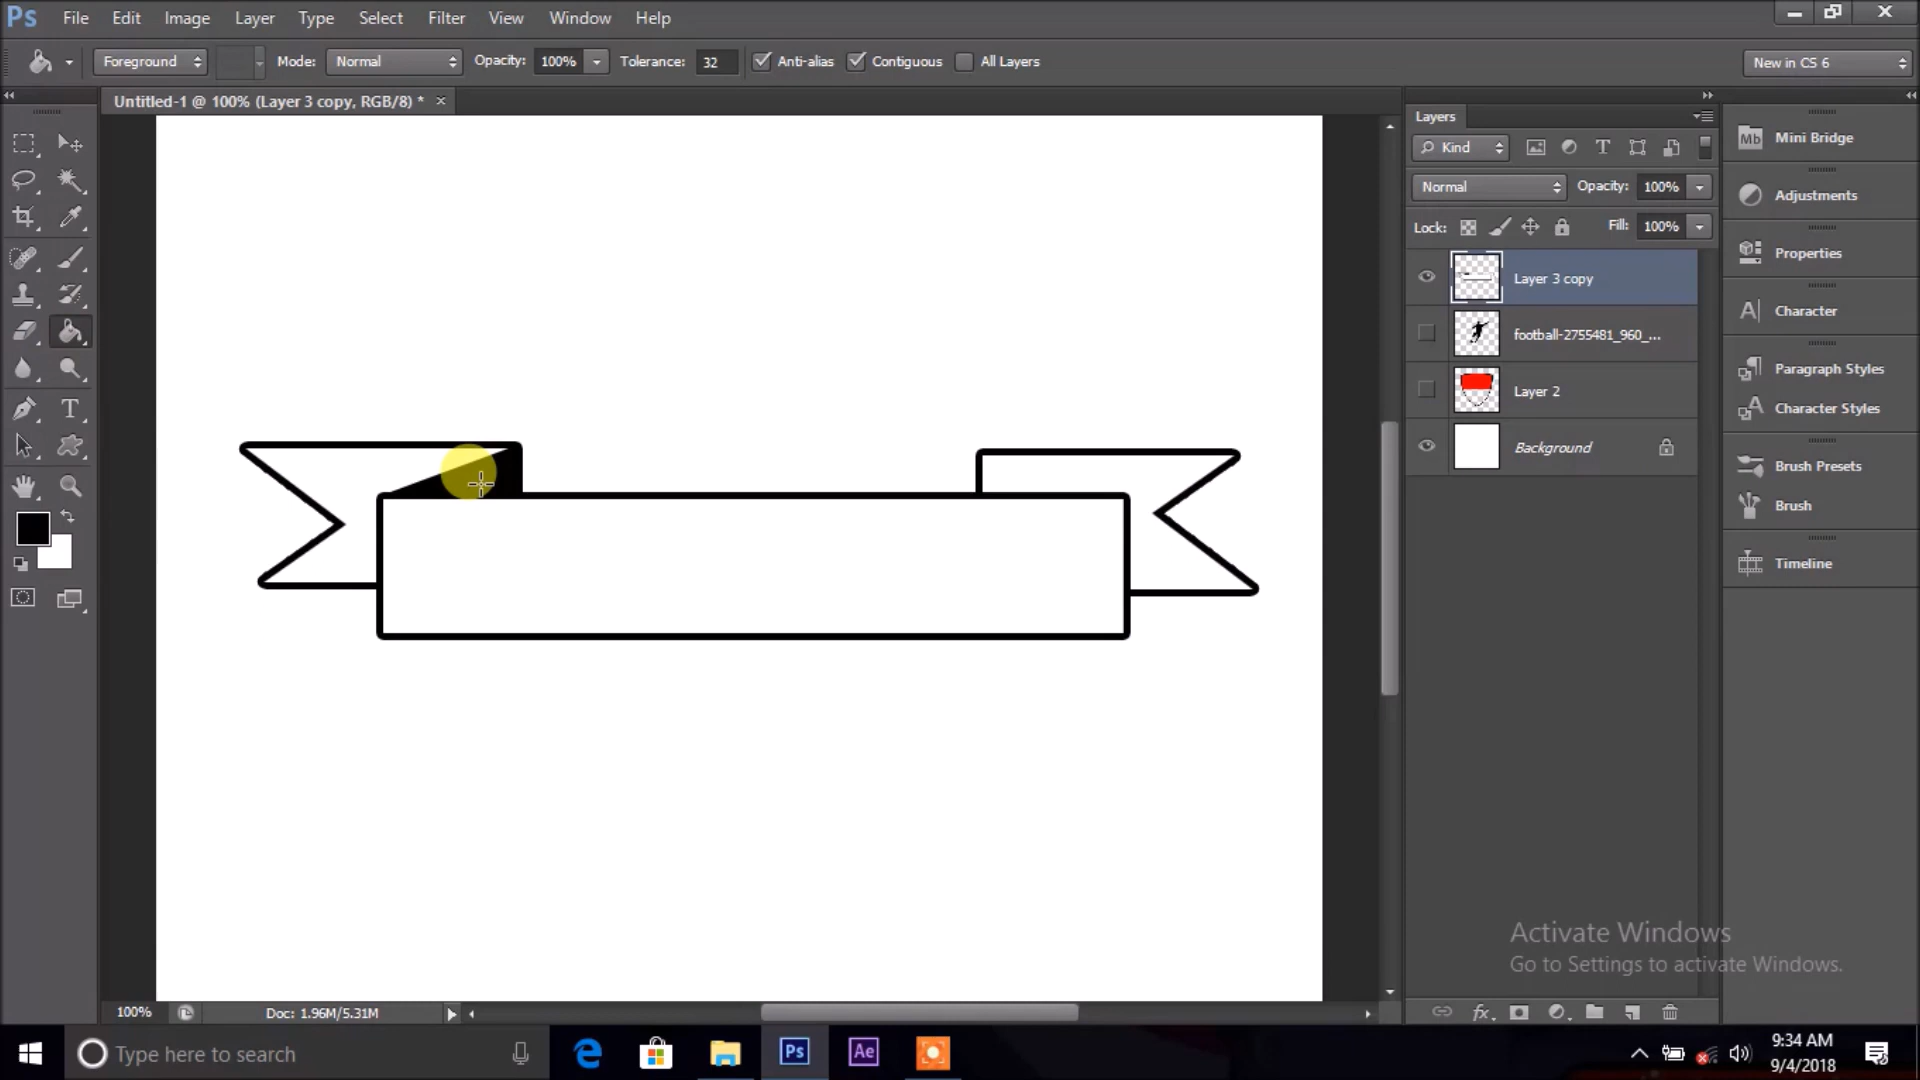 Ps File Edit Image Layer Type Select Filter View Window Help
Foreground Mode: Normal Opacity: 100% Tolerance: 32 Anti-alias Contiguous All Layers New in CS 6
Untitled-1 @ 100% (Layer 3 copy, RGB/8) * ×
Layers
Kind
Normal Opacity: 100%
Lock: Fill: 100%
Layer 3 copy
football-2755481_960_...
Layer 2
Background
Mb Mini Bridge
Adjustments
Properties
Character
Paragraph Styles
Character Styles
Brush Presets
Brush
Timeline
Activate Windows
Go to Settings to activate Windows.
100% Doc: 1.96M/5.31M
Type here to search
Ps
Ae
9:34 AM
9/4/2018